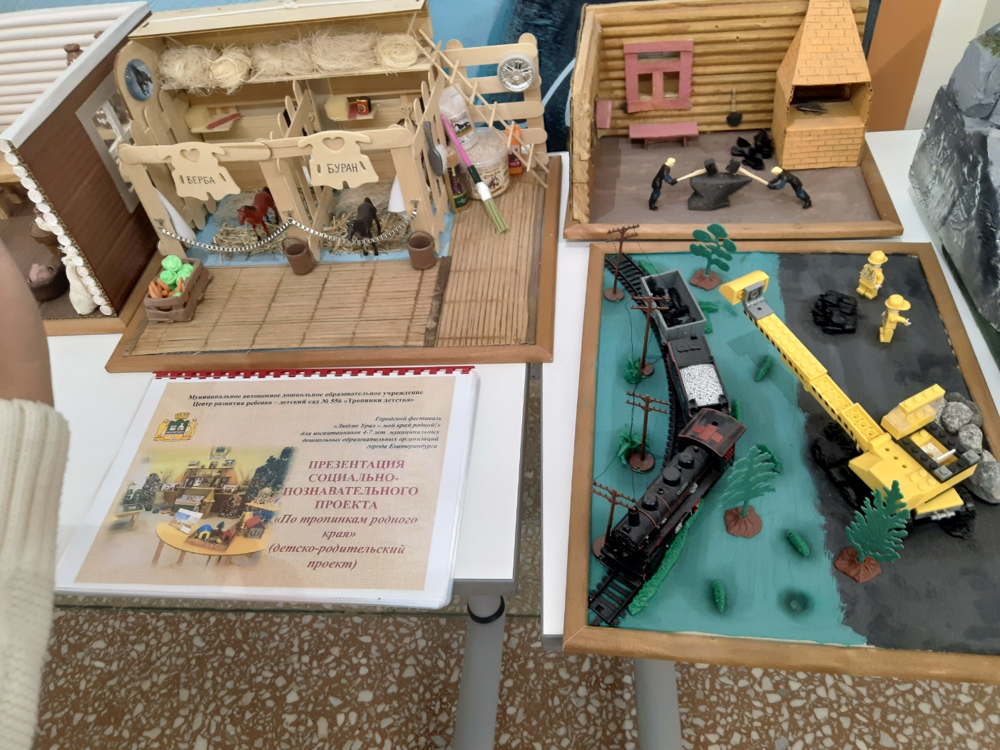 ВЕРБА
БУРАН
Муниципальное автономное дошкольное образовательное учреждение
Центр развития ребенка – детский сад № 556 «Тропинки детства»
Городской фестиваль
«Люблю Урал – мой край родной!»
для воспитанников 4-7 лет муниципальных
дошкольных образовательных организаций
города Екатеринбурга
ПРЕЗЕНТАЦИЯ
СОЦИАЛЬНО-
ПОЗНАВАТЕЛЬНОГО
ПРОЕКТА
«По тропинкам родного
края»
(детско-родительский
проект)